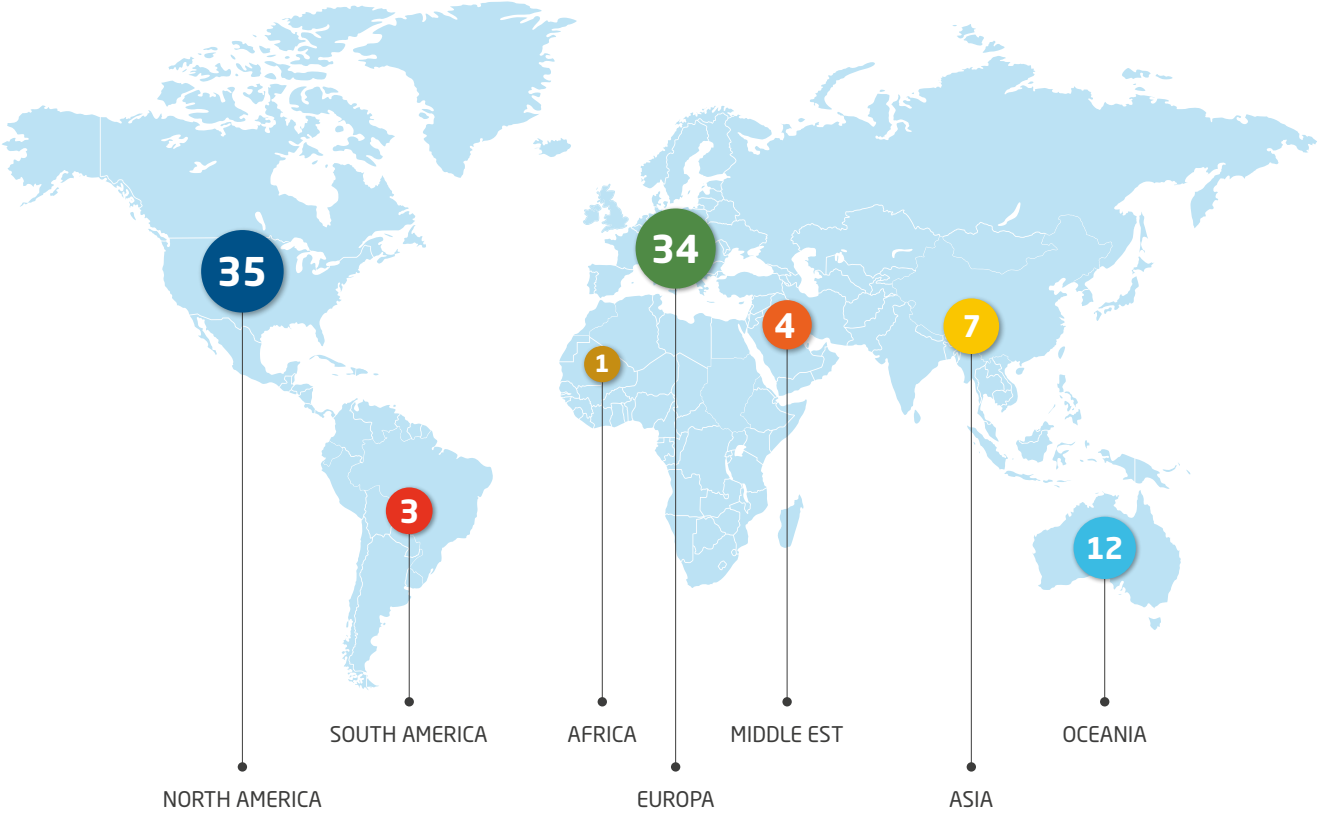 35
34
4
7
1
3
12
SOUTH AMERICA
AFRICA
MIDDLE EST
OCEANIA
NORTH AMERICA
EUROPA
ASIA